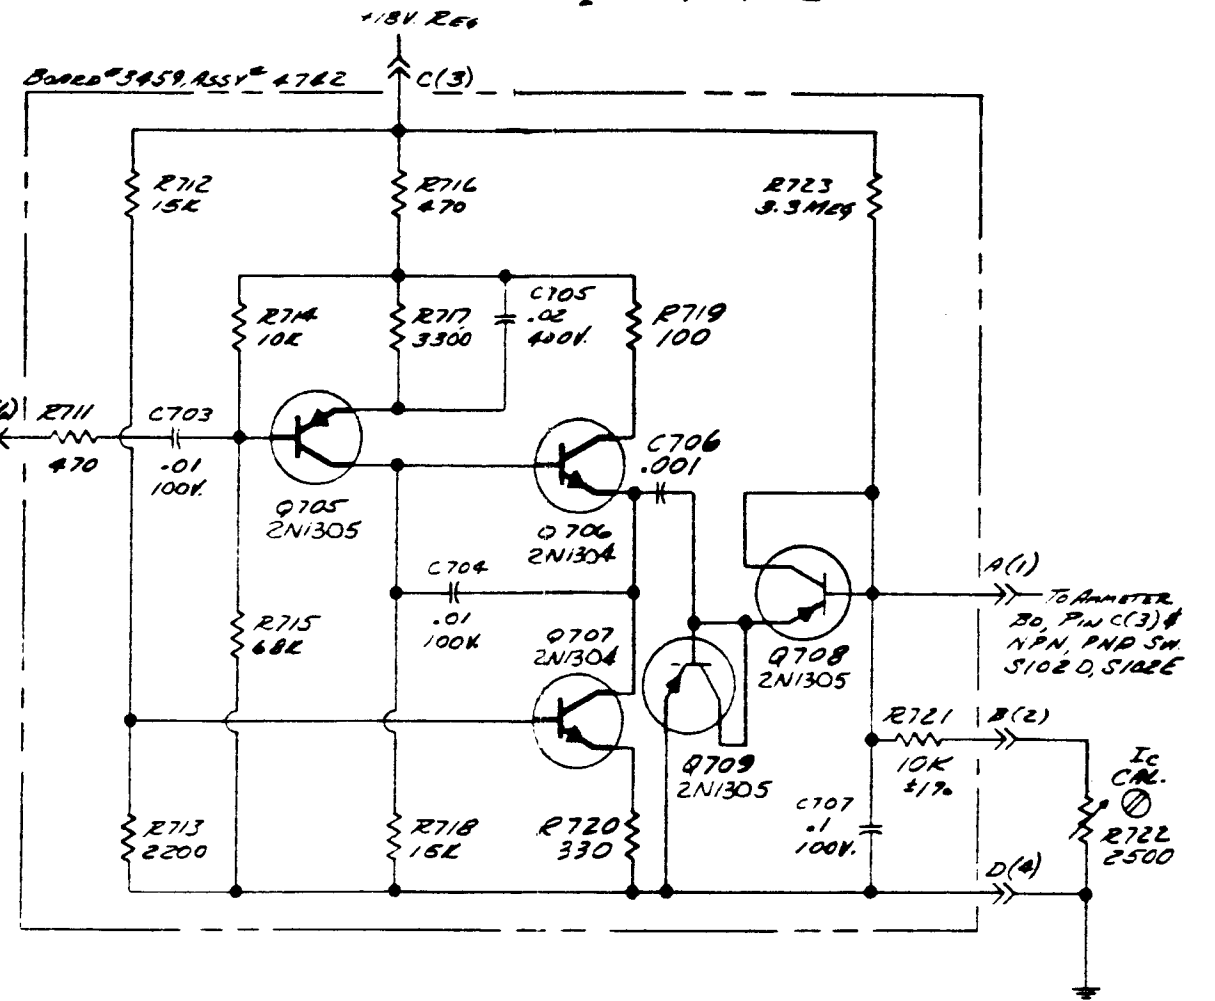 +18V. REG
BOARD #3459, ASSY # 4742
C(3)
R712
15K
R716
470
R723
3.3 MEG
R714
10K
R717
3300
C705
.02
400V.
R719
100
R711
470
C703
.01
100V.
Q705
2N1305
Q706
2N1304
C706
.001
C704
.01
100V.
R715
68K
Q707
2N1304
Q708
2N1305
A(1)
TO AMMETER
BD, PIN C(3) &
NPN, PNP SW.
S102D, S102E
Q709
2N1305
R721
10K
±1%
B(2)
IC
CAL.
R722
2500
R713
2200
R718
15K
R720
330
C707
.1
100V.
D(4)